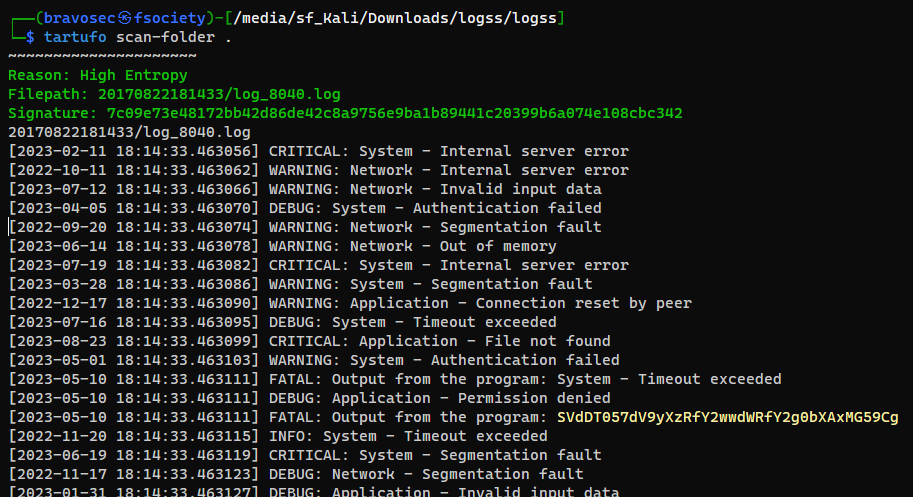 ┌──(bravosec㉿fsociety)-[/media/sf_Kali/Downloads/logss/logss]
└─$ tartufo scan-folder .
~~~~~~~~~~~~~~~~~~~~~
Reason: High Entropy
Filepath: 20170822181433/log_8040.log
Signature: 7c09e73e48172bb42d86de42c8a9756e9ba1b89441c20399b6a074e108cbc342
20170822181433/log_8040.log
[2023-02-11 18:14:33.463056] CRITICAL: System - Internal server error
[2022-10-11 18:14:33.463062] WARNING: Network - Internal server error
[2023-07-12 18:14:33.463066] WARNING: Network - Invalid input data
[2023-04-05 18:14:33.463070] DEBUG: System - Authentication failed
[2022-09-20 18:14:33.463074] WARNING: Network - Segmentation fault
[2023-06-14 18:14:33.463078] WARNING: Network - Out of memory
[2023-07-19 18:14:33.463082] CRITICAL: System - Internal server error
[2023-03-28 18:14:33.463086] WARNING: System - Segmentation fault
[2022-12-17 18:14:33.463090] WARNING: Application - Connection reset by peer
[2023-07-16 18:14:33.463095] DEBUG: System - Timeout exceeded
[2023-08-23 18:14:33.463099] CRITICAL: Application - File not found
[2023-05-01 18:14:33.463103] WARNING: System - Authentication failed
[2023-05-10 18:14:33.463111] FATAL: Output from the program: System - Timeout exceeded
[2023-05-10 18:14:33.463111] DEBUG: Application - Permission denied
[2023-05-10 18:14:33.463111] FATAL: Output from the program: SVdDT057dV9yXzRfY2wwdWRfY2g0bXAxMG59Cg
[2022-11-20 18:14:33.463115] INFO: System - Timeout exceeded
[2023-06-19 18:14:33.463119] CRITICAL: System - Segmentation fault
[2022-11-17 18:14:33.463123] DEBUG: Network - Segmentation fault
[2023-01-31 18:14:33.463127] DEBUG: Application - Invalid input data